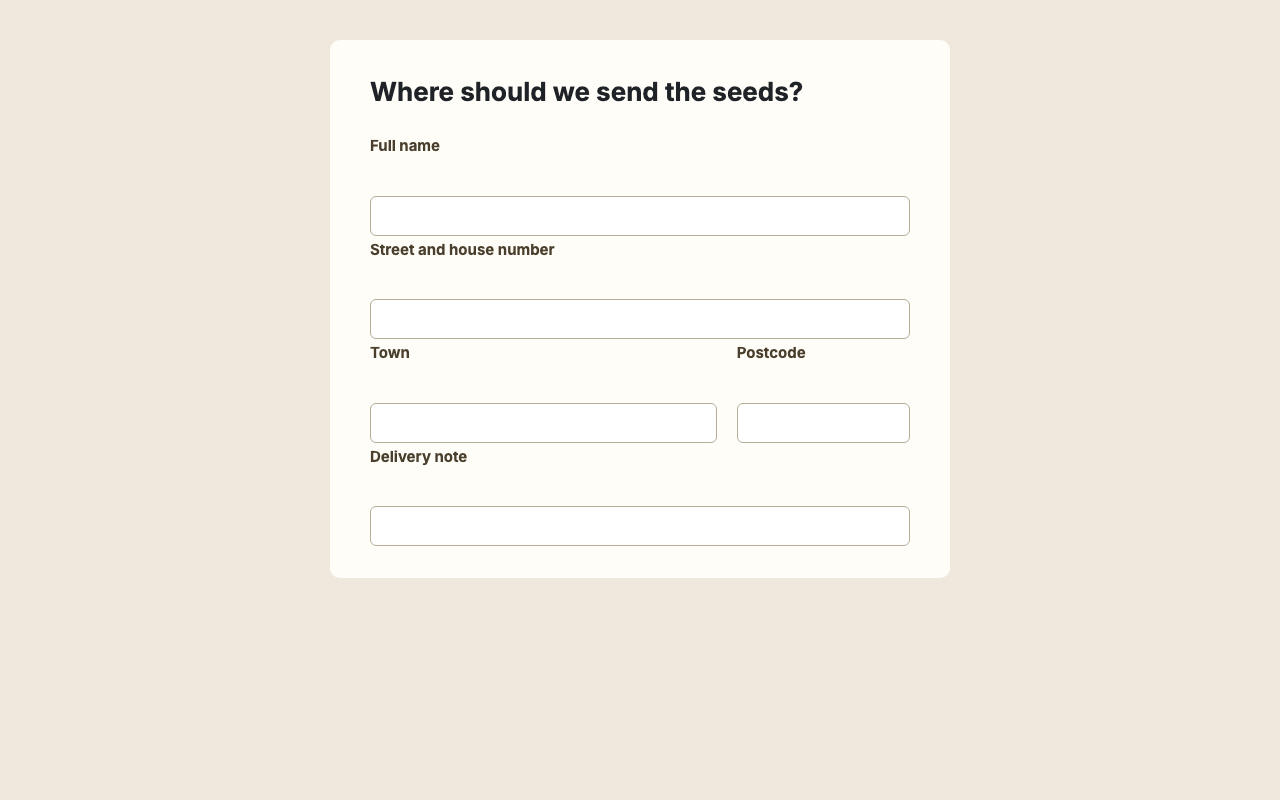 Where should we send the seeds?
Full name
Street and house number
Town
Postcode
Delivery note